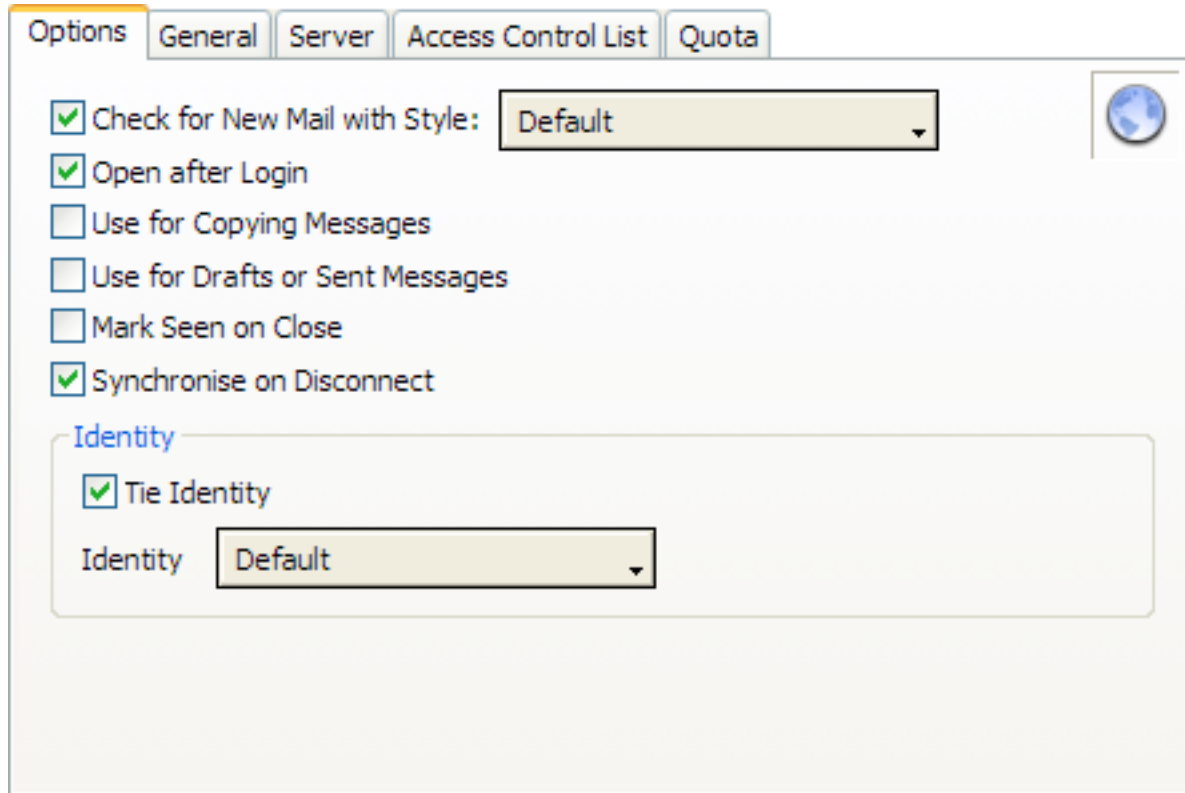 Options General Server Access Control List Quota
Check for New Mail with Style: Default
Open after Login
Use for Copying Messages
Use for Drafts or Sent Messages
Mark Seen on Close
Synchronise on Disconnect
Identity
Tie Identity
Identity Default